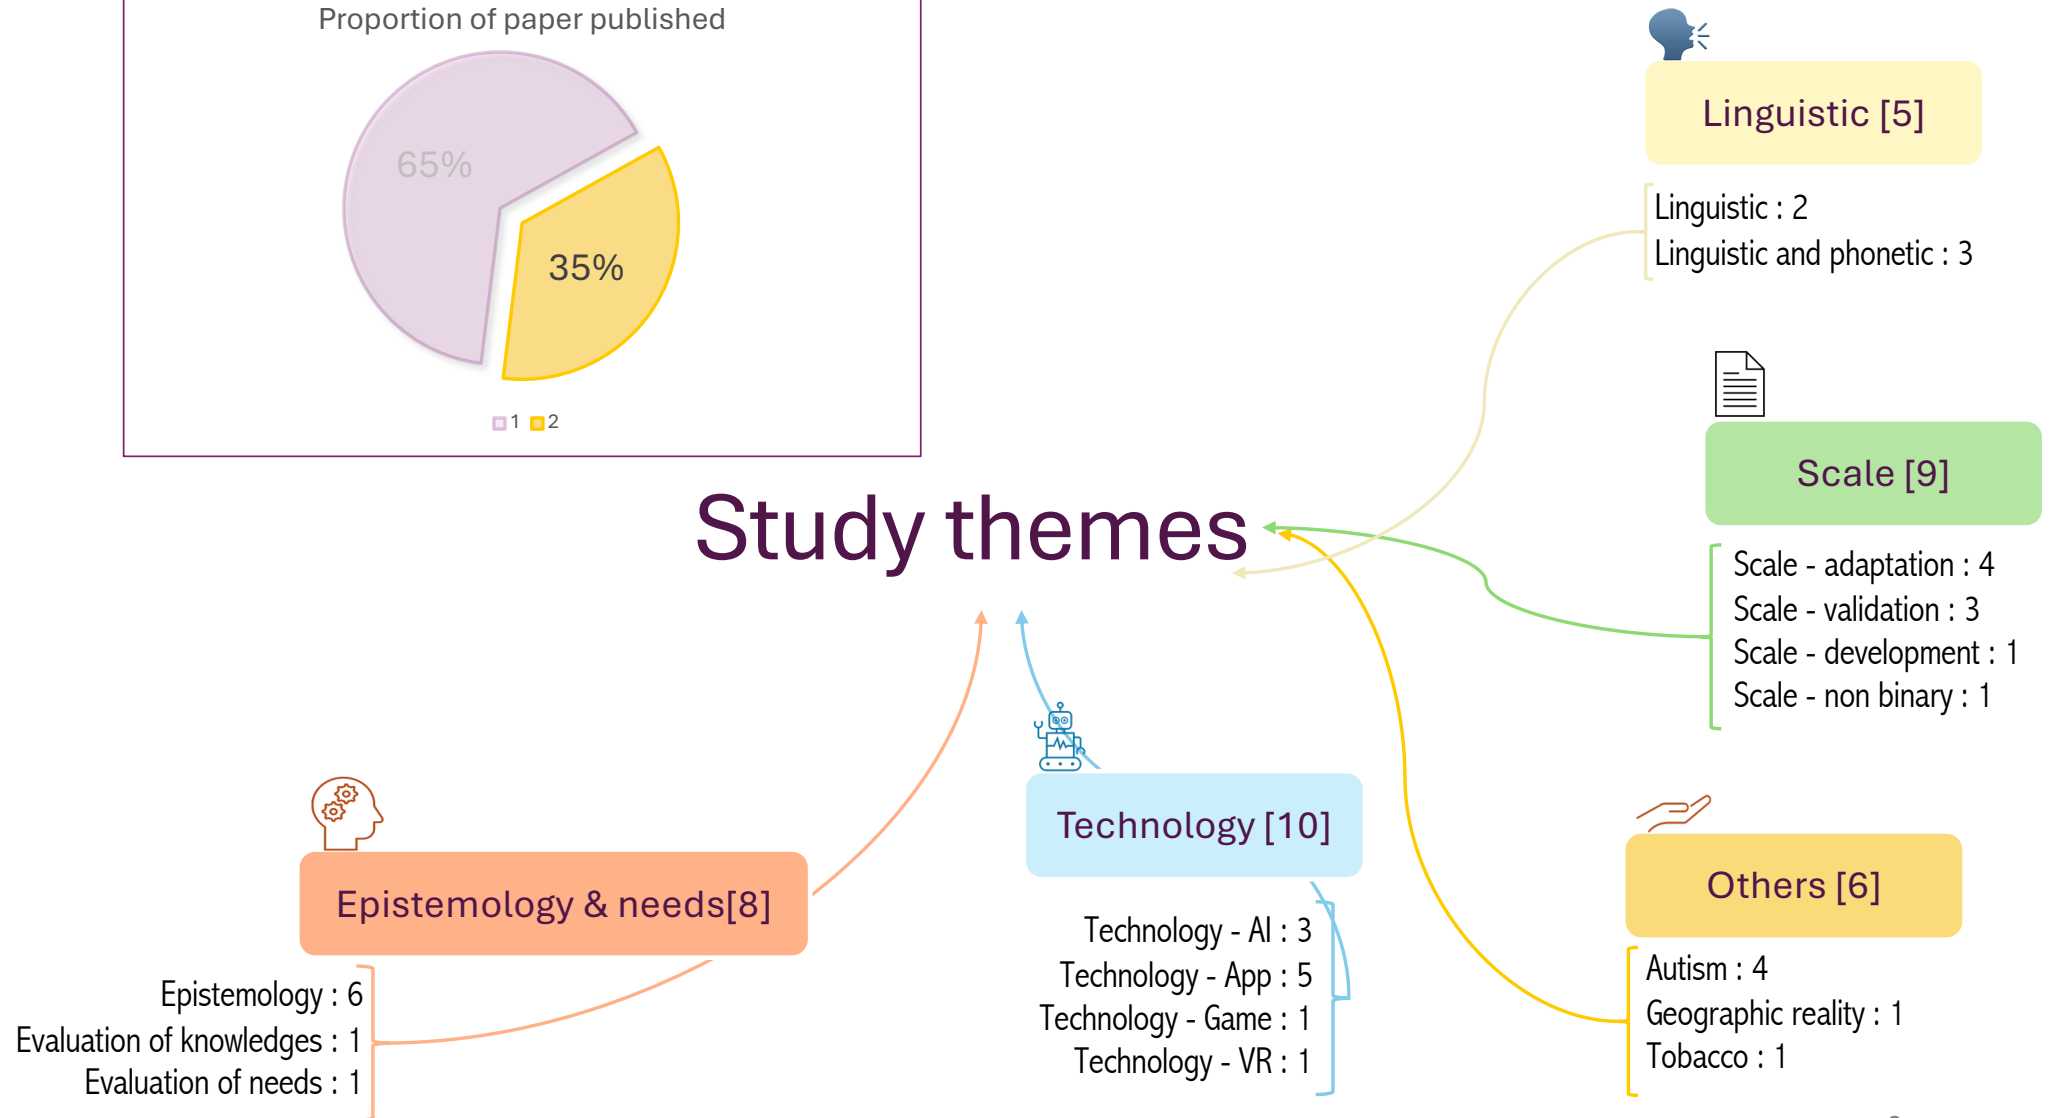 Proportion of paper published
65%
35%
1 2
Study themes
Linguistic [5]
Linguistic : 2
Linguistic and phonetic : 3
Scale [9]
Scale - adaptation : 4
Scale - validation : 3
Scale - development : 1
Scale - non binary : 1
Epistemology & needs[8]
Epistemology : 6
Evaluation of knowledges : 1
Evaluation of needs : 1
Technology [10]
Technology - AI : 3
Technology - App : 5
Technology - Game : 1
Technology - VR : 1
Others [6]
Autism : 4
Geographic reality : 1
Tobacco : 1